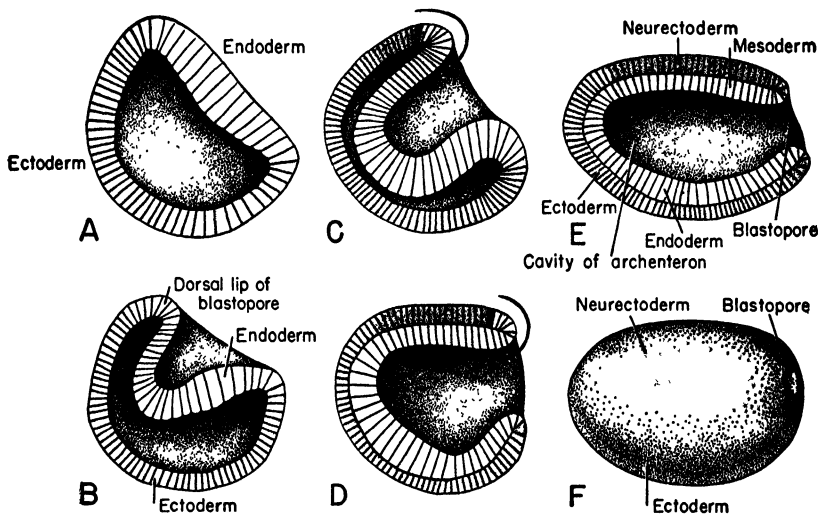 Endoderm
Ectoderm
A
C
Neurectoderm
Mesoderm
Ectoderm
E
Endoderm
Blastopore
Cavity of archenteron
Dorsal lip of
blastopore
Endoderm
B
Ectoderm
D
Neurectoderm
Blastopore
F
Ectoderm